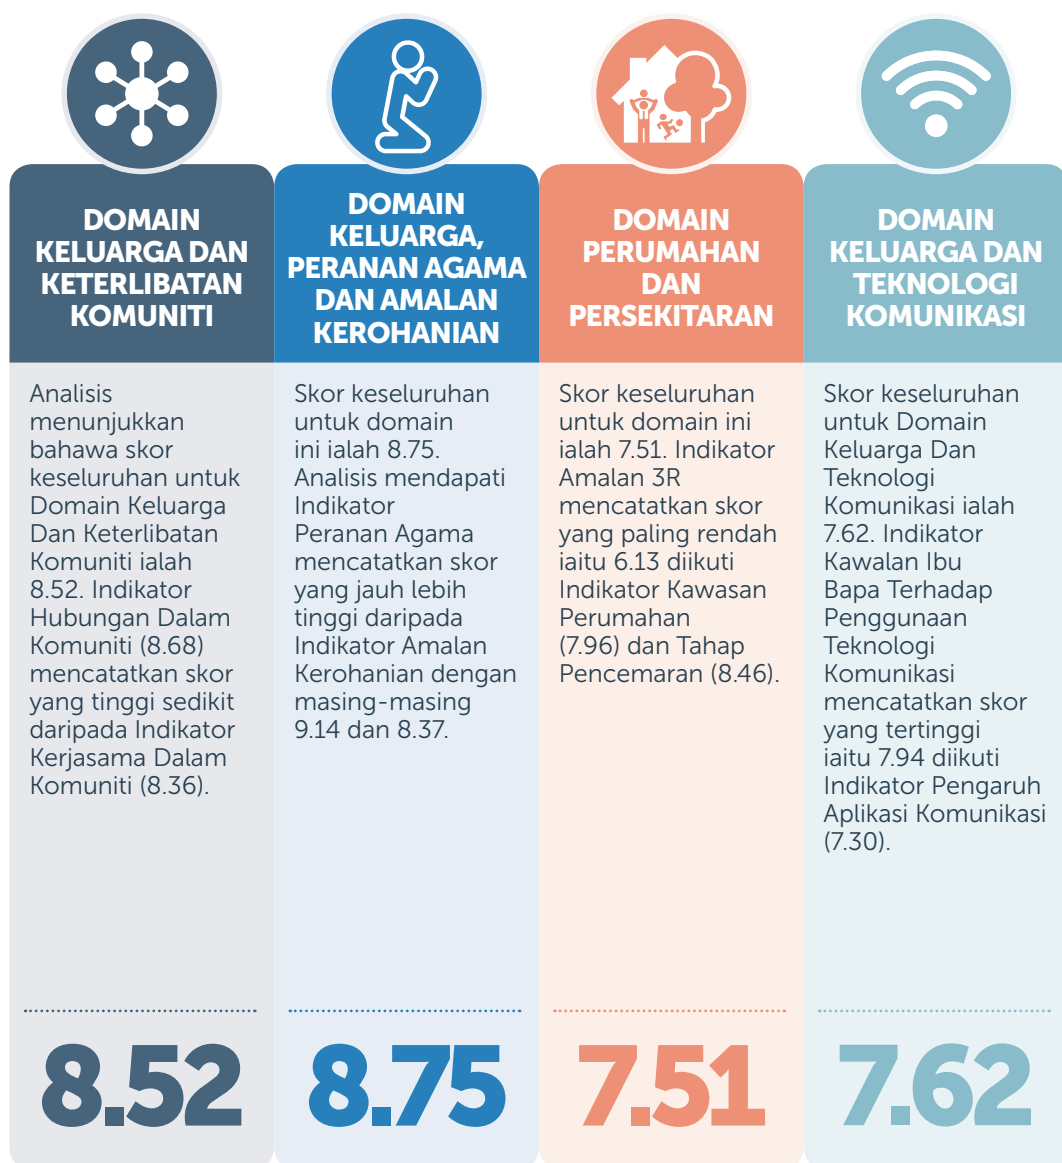 DOMAIN
KELUARGA DAN
KETERLIBATAN
KOMUNITI
Analisis
menunjukkan
bahawa skor
keseluruhan untuk
Domain Keluarga
Dan Keterlibatan
Komuniti ialah
8.52. Indikator
Hubungan Dalam
Komuniti (8.68)
mencatatkan skor
yang tinggi sedikit
daripada Indikator
Kerjasama Dalam
Komuniti (8.36).
8.52
DOMAIN
KELUARGA,
PERANAN AGAMA
DAN AMALAN
KEROHANIAN
Skor keseluruhan
untuk domain
ini ialah 8.75.
Analisis mendapati
Indikator
Peranan Agama
mencatatkan skor
yang jauh lebih
tinggi daripada
Indikator Amalan
Kerohanian dengan
masing-masing
9.14 dan 8.37.
8.75
DOMAIN
PERUMAHAN
DAN
PERSEKITARAN
Skor keseluruhan
untuk domain ini
ialah 7.51. Indikator
Amalan 3R
mencatatkan skor
yang paling rendah
iaitu 6.13 diikuti
Indikator Kawasan
Perumahan
(7.96) dan Tahap
Pencemaran (8.46).
7.51
DOMAIN
KELUARGA DAN
TEKNOLOGI
KOMUNIKASI
Skor keseluruhan
untuk Domain
Keluarga Dan
Teknologi
Komunikasi ialah
7.62. Indikator
Kawalan Ibu
Bapa Terhadap
Penggunaan
Teknologi
Komunikasi
mencatatkan skor
yang tertinggi
iaitu 7.94 diikuti
Indikator Pengaruh
Aplikasi Komunikasi
(7.30).
7.62